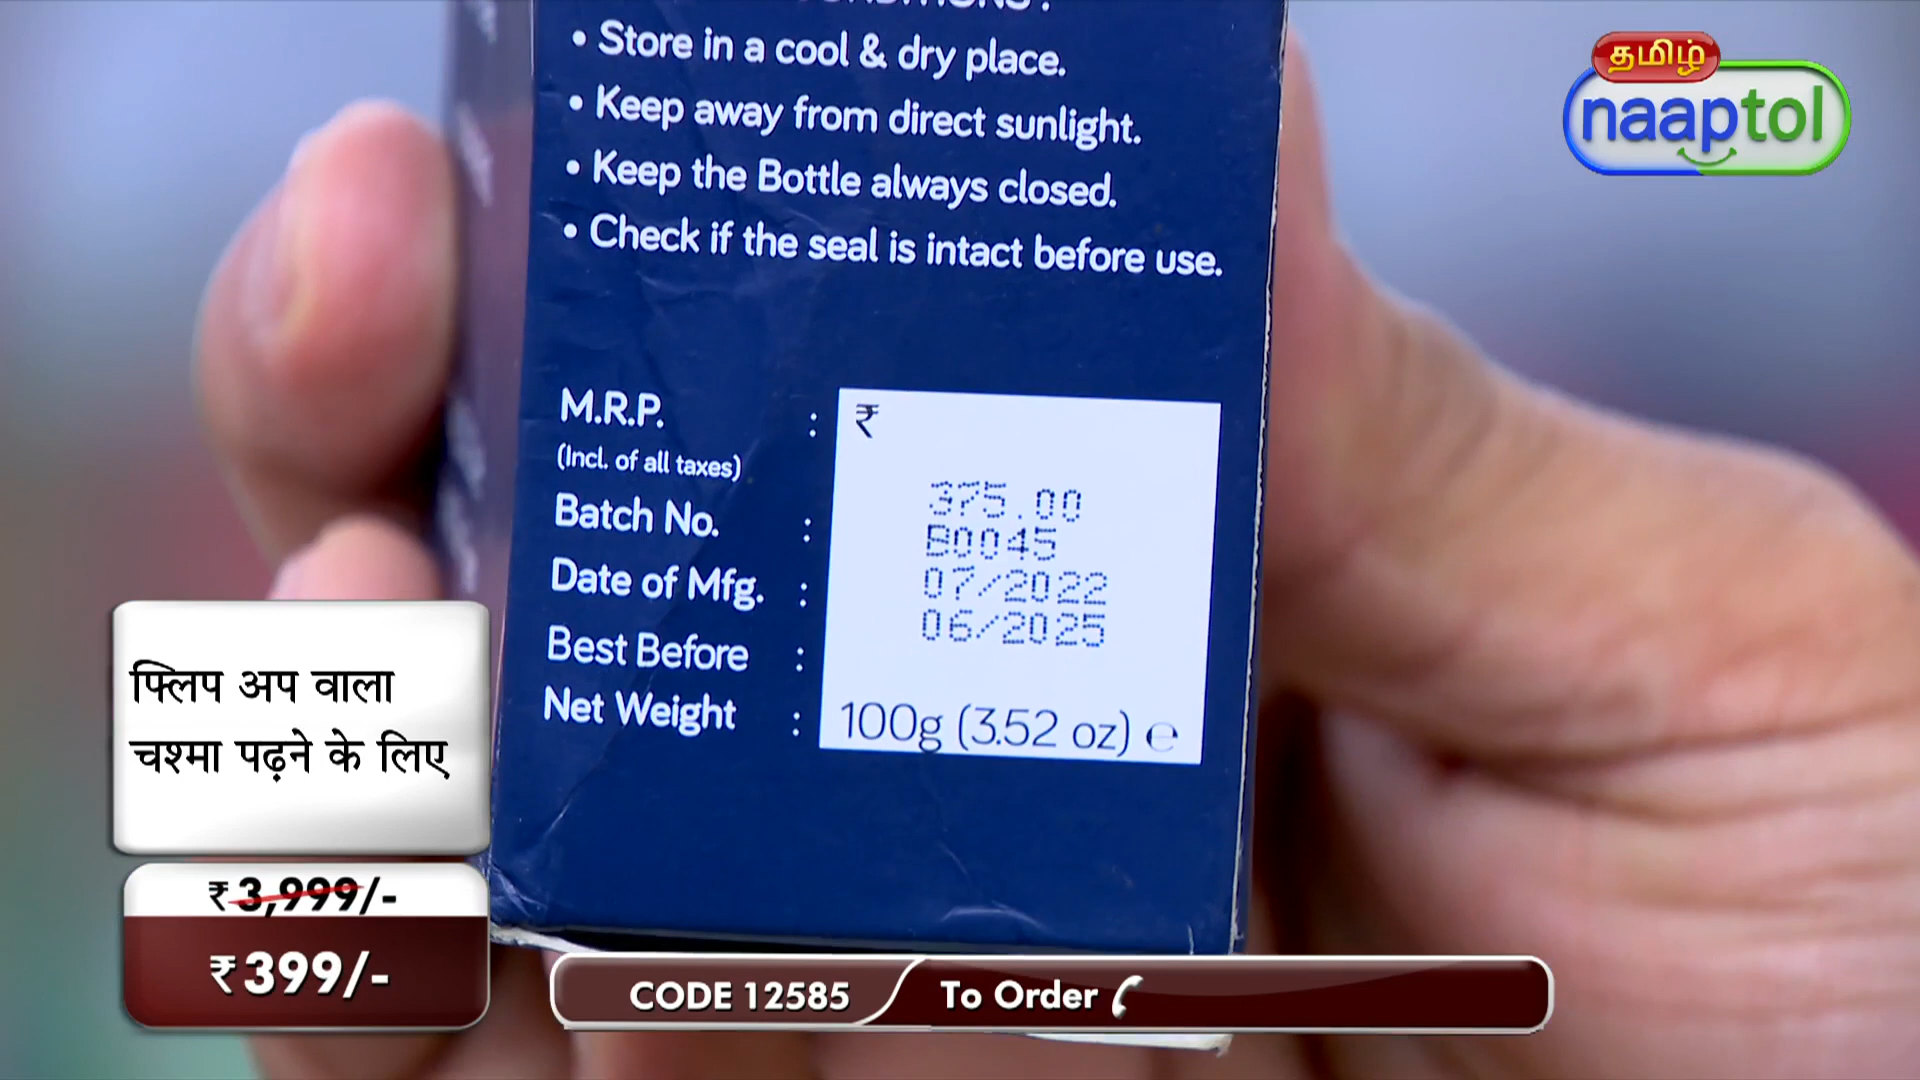 • Store in a cool & dry place.
• Keep away from direct sunlight.
• Keep the Bottle always closed.
• Check if the seal is intact before use.
M.R.P. : ₹
(Incl. of all taxes) 375.00
Batch No. : B0045
Date of Mfg. : 07/2022
Best Before : 06/2025
Net Weight : 100g (3.52 oz) ℮
தமிழ்
naaptol
फ्लिप अप वाला
चश्मा पढ़ने के लिए
₹3,999/-
₹399/-
CODE 12585 To Order